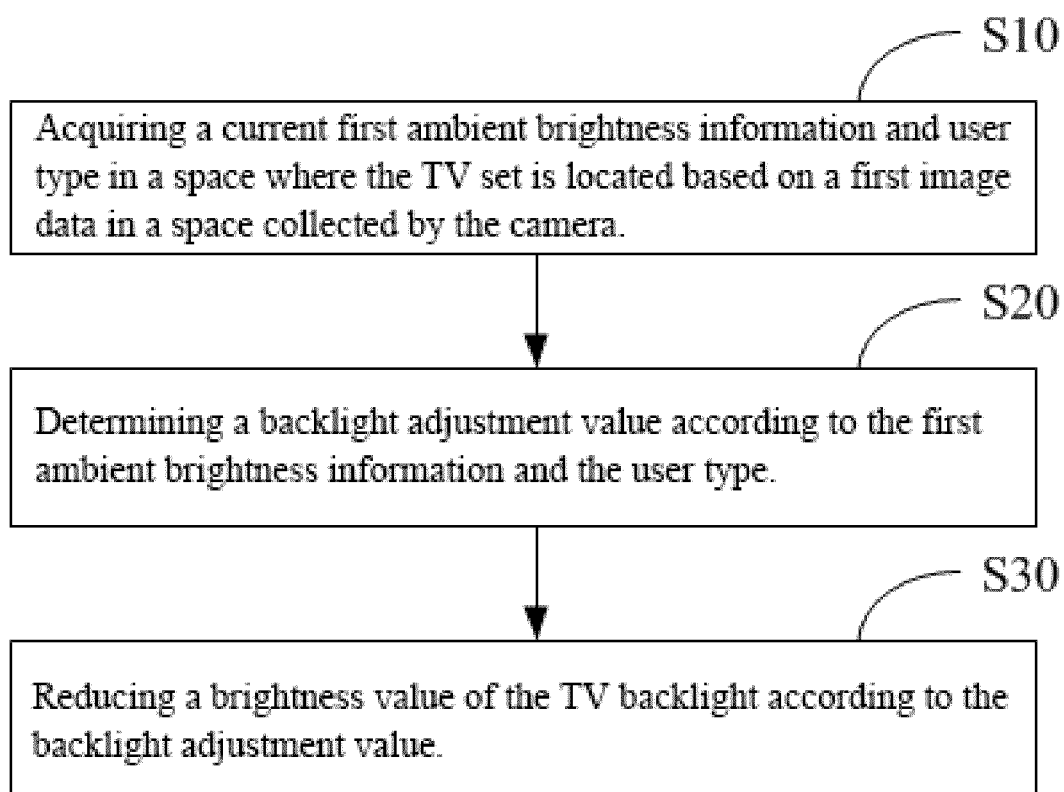 S10
Acquiring a current first ambient brightness information and user
type in a space where the TV set is located based on a first image
data in a space collected by the camera.
S20
Determining a backlight adjustment value according to the first
ambient brightness information and the user type.
S30
Reducing a brightness value of the TV backlight according to the
backlight adjustment value.